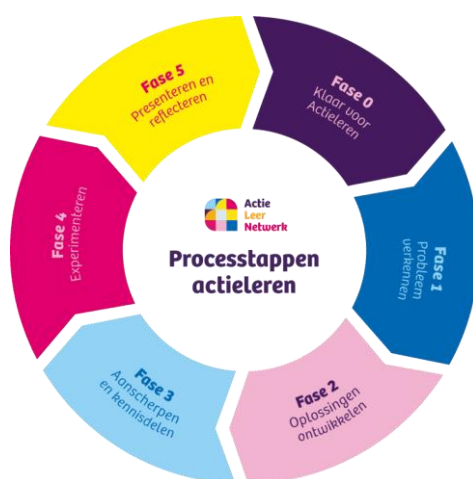 Actie
Leer
Netwerk
Processtappen
actieleren
Fase 0
Klaar voor
Actieleren
Fase 1
Probleem
verkennen
Fase 2
Oplossingen
ontwikkelen
Fase 3
Aanscherpen
en kennisdelen
Fase 4
Experimenteren
Fase 5
Presenteren en
reflecteren